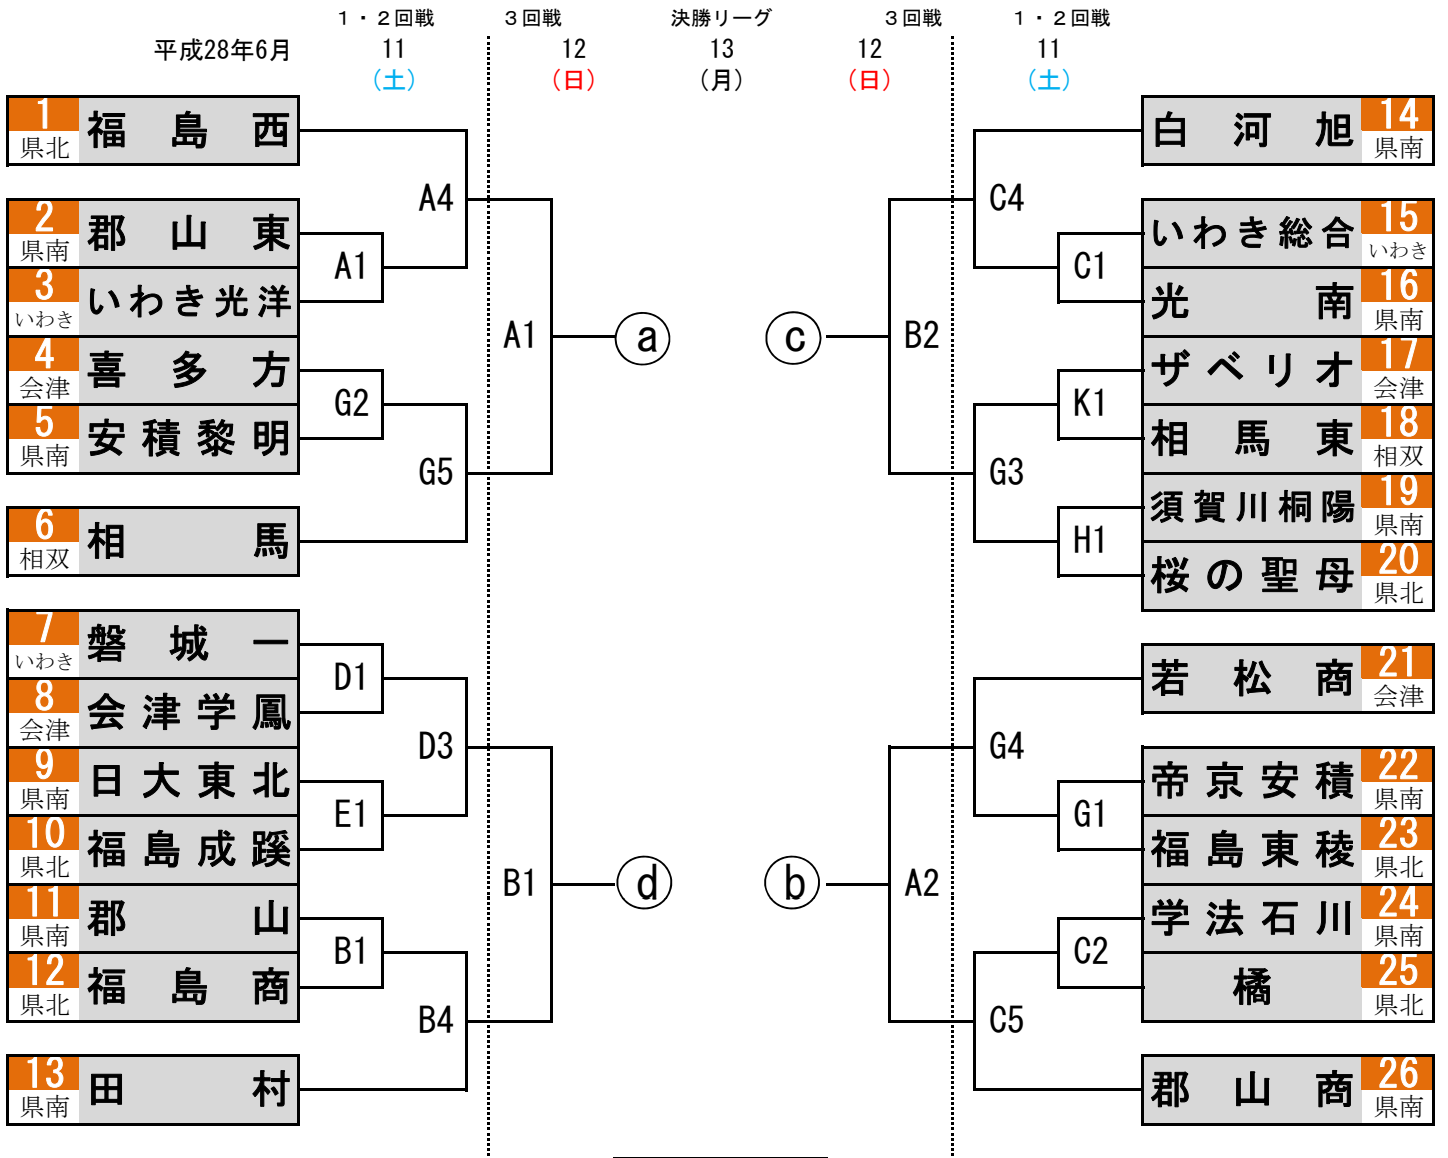 １・２回戦 ３回戦 決勝リーグ ３回戦 １・２回戦
平成28年6月 11 12 13 12 11
（土） （日） （月） （日） （土）
1 福島西
県北
A4
2 郡山東
県南
A1
3 いわき光洋
いわき
A1
ⓐ
4 喜多方
会津
G2
5 安積黎明
県南
G5
6 相馬
相双
7 磐城一
いわき
D1
8 会津学鳳
会津
D3
9 日大東北
県南
E1
10 福島成蹊
県北
B1
ⓓ
11 郡山
県南
B1
12 福島商
県北
B4
13 田村
県南
白河旭 14
県南
C4
いわき総合 15
いわき
C1
光南 16
県南
ⓒ
B2
ザベリオ 17
会津
K1
相馬東 18
相双
G3
須賀川桐陽 19
県南
H1
桜の聖母 20
県北
若松商 21
会津
G4
帝京安積 22
県南
G1
福島東稜 23
県北
ⓑ
A2
学法石川 24
県南
C2
橘 25
県北
C5
郡山商 26
県南